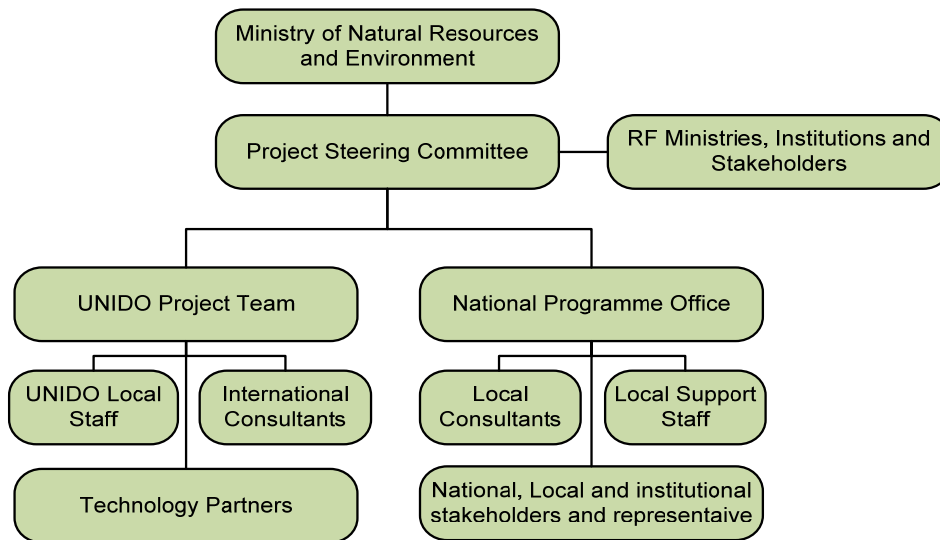 Ministry of Natural Resources
and Environment
Project Steering Committee
RF Ministries, Institutions and
Stakeholders
UNIDO Project Team
National Programme Office
UNIDO Local
Staff
International
Consultants
Local
Consultants
Local Support
Staff
Technology Partners
National, Local and institutional
stakeholders and representaive